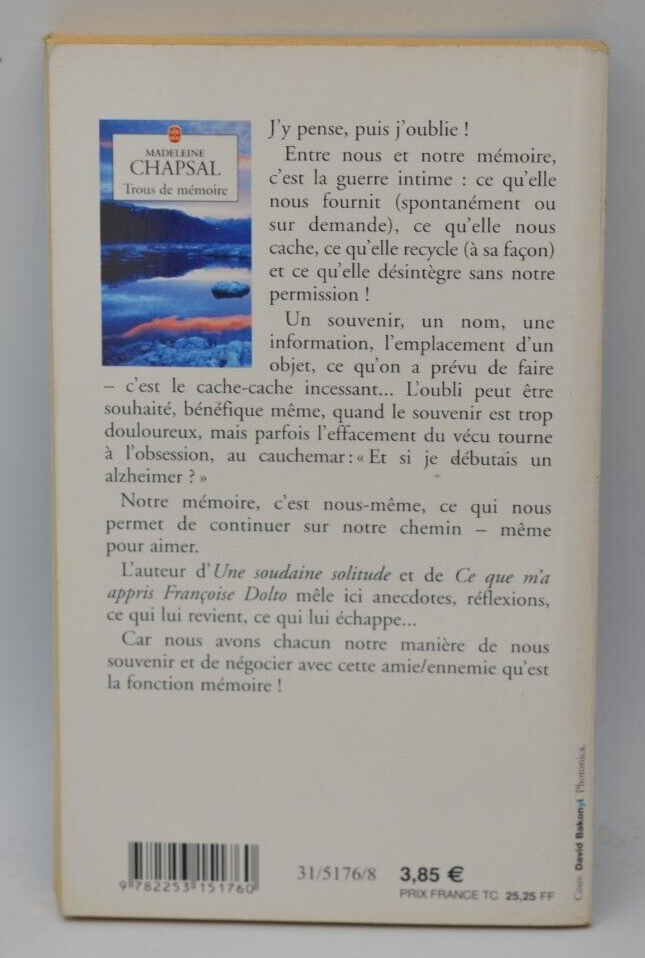 MADELEINE
CHAPSAL
Trous de mémoire
J'y pense, puis j'oublie !
Entre nous et notre mémoire,
c'est la guerre intime : ce qu'elle
nous fournit (spontanément ou
sur demande), ce qu'elle nous
cache, ce qu'elle recycle (à sa façon)
et ce qu'elle désintègre sans notre
permission !
Un souvenir, un nom, une
information, l'emplacement d'un
objet, ce qu'on a prévu de faire
– c'est le cache-cache incessant... L'oubli peut être
souhaité, bénéfique même, quand le souvenir est trop
douloureux, mais parfois l'effacement du vécu tourne
à l'obsession, au cauchemar : « Et si je débutais un
alzheimer ? »
Notre mémoire, c'est nous-même, ce qui nous
permet de continuer sur notre chemin – même
pour aimer.
L'auteur d'Une soudaine solitude et de Ce que m'a
appris Françoise Dolto mêle ici anecdotes, réflexions,
ce qui lui revient, ce qui lui échappe...
Car nous avons chacun notre manière de nous
souvenir et de négocier avec cette amie/ennemie qu'est
la fonction mémoire !
9 782253 151760
31/5176/8
3,85 €
PRIX FRANCE TC 25,25 FF
Couv. David Bakonyi. Photonica.